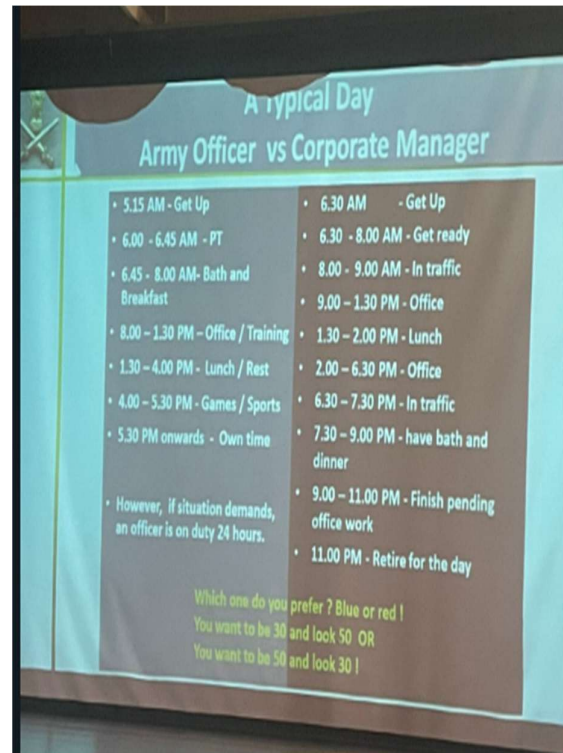 A Typical Day
Army Officer vs Corporate Manager
• 5.15 AM - Get Up
• 6.00 - 6.45 AM - PT
• 6.45 - 8.00 AM- Bath and
Breakfast
• 8.00 – 1.30 PM – Office / Training
• 1.30 – 4.00 PM - Lunch / Rest
• 4.00 – 5.30 PM - Games / Sports
• 5.30 PM onwards - Own time
• However, if situation demands,
an officer is on duty 24 hours.
• 6.30 AM - Get Up
• 6.30 - 8.00 AM - Get ready
• 8.00 - 9.00 AM - In traffic
• 9.00 – 1.30 PM - Office
• 1.30 – 2.00 PM - Lunch
• 2.00 – 6.30 PM - Office
• 6.30 – 7.30 PM - In traffic
• 7.30 – 9.00 PM - have bath and
dinner
• 9.00 – 11.00 PM - Finish pending
office work
• 11.00 PM - Retire for the day
Which one do you prefer ? Blue or red !
You want to be 30 and look 50 OR
You want to be 50 and look 30 !